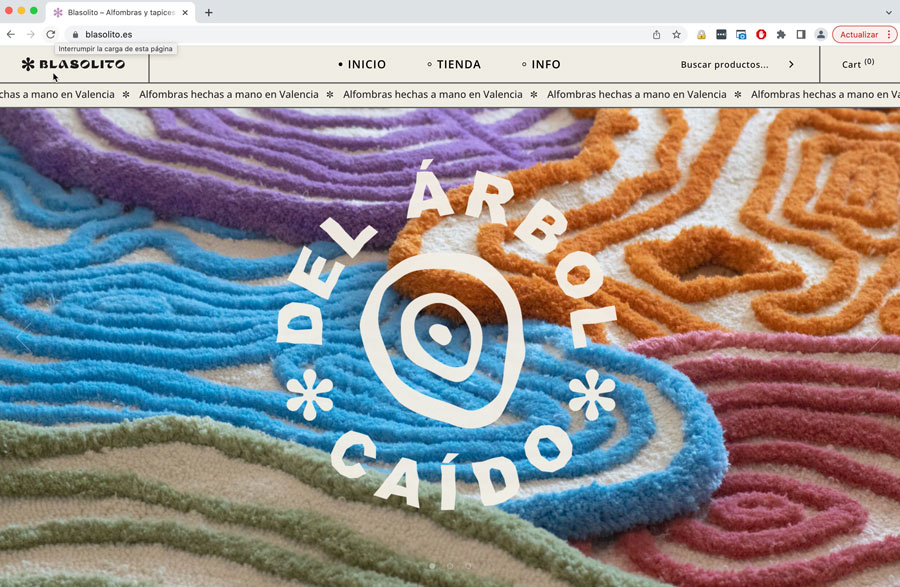 Blasolito – Alfombras y tapices
blasolito.es
Actualizar
Interrumpir la carga de esta página
BLASOLITO
INICIO
TIENDA
INFO
Buscar productos...
Cart (0)
chas a mano en Valencia ✼ Alfombras hechas a mano en Valencia ✼ Alfombras hechas a mano en Valencia ✼ Alfombras hechas a mano en Valencia ✼ Alfombras hechas a mano en Va
DEL ÁRBOL
CAÍDO